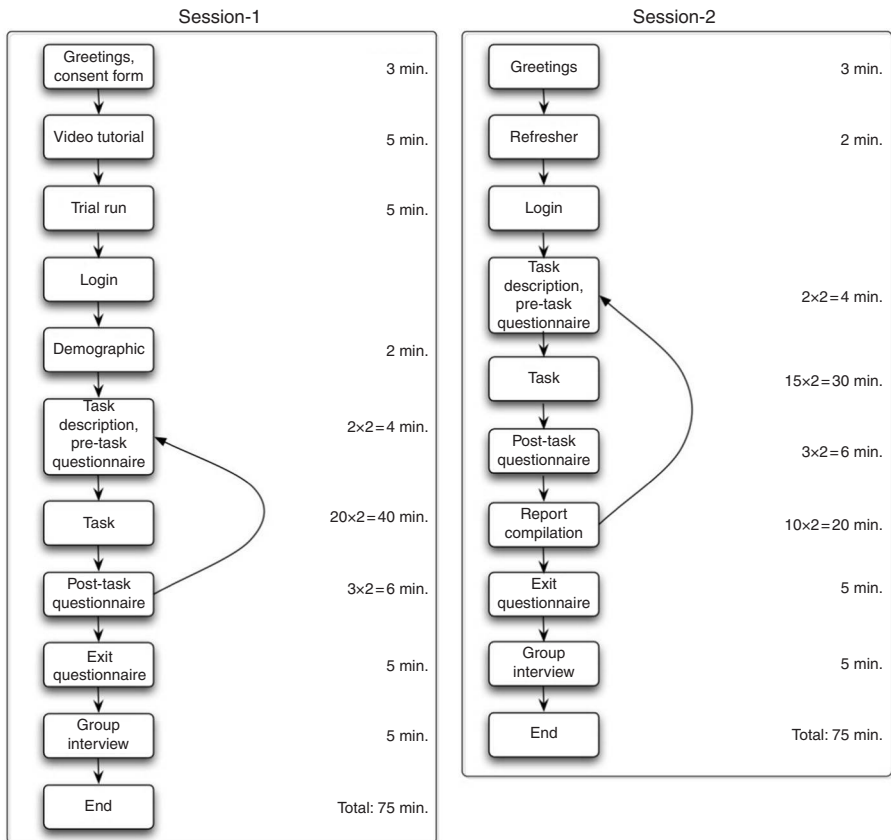 Session-1
Greetings,
consent form
3 min.
Video tutorial
5 min.
Trial run
5 min.
Login
Demographic
2 min.
Task
description,
pre-task
questionnaire
2×2=4 min.
Task
20×2=40 min.
Post-task
questionnaire
3×2=6 min.
Exit
questionnaire
5 min.
Group
interview
5 min.
End
Total: 75 min.
Session-2
Greetings
3 min.
Refresher
2 min.
Login
Task
description,
pre-task
questionnaire
2×2=4 min.
Task
15×2=30 min.
Post-task
questionnaire
3×2=6 min.
Report
compilation
10×2=20 min.
Exit
questionnaire
5 min.
Group
interview
5 min.
End
Total: 75 min.